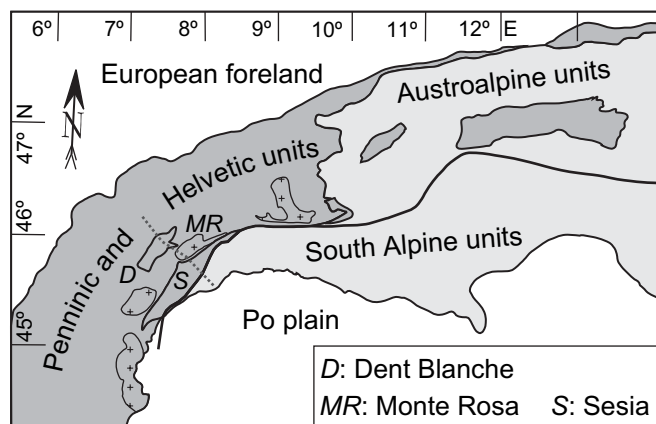 6º 7º 8º 9º 10º 11º 12º E
European foreland
Austroalpine units
N
47º N
Helvetic units
46º
MR
South Alpine units
D
S
Penninic and
Po plain
45º
D: Dent Blanche
MR: Monte Rosa S: Sesia